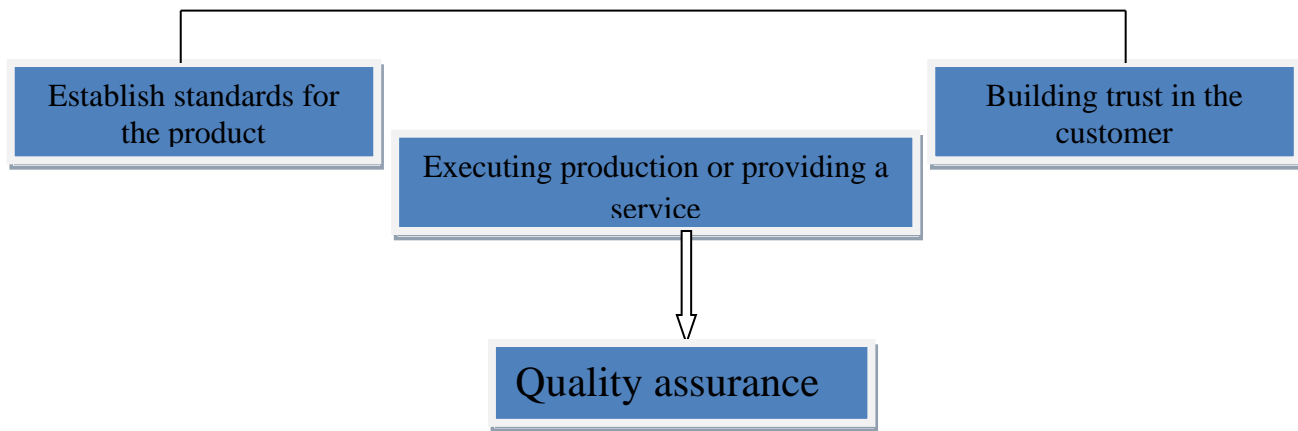 Establish standards for
the product
Building trust in the
customer
Executing production or providing a
service
Quality assurance